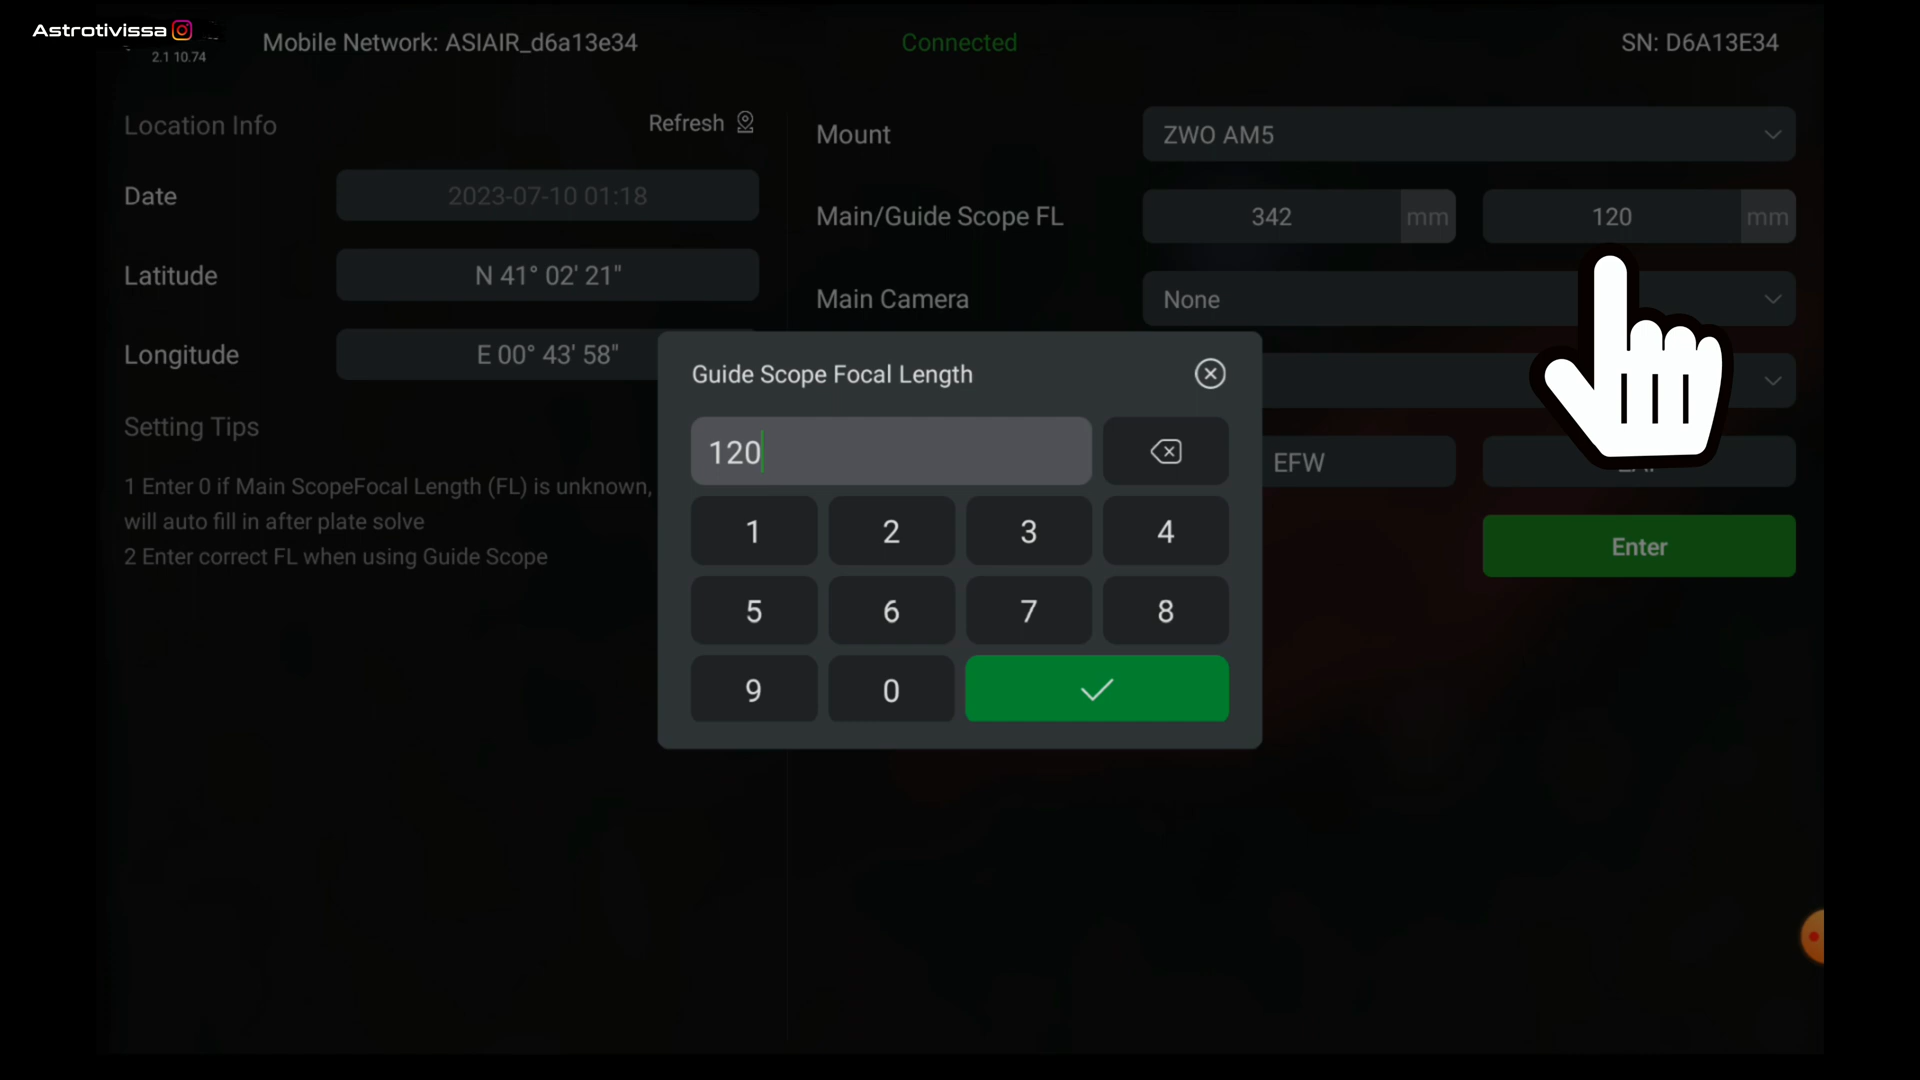 Astrotivissa
2.1 10.74
Mobile Network: ASIAIR_d6a13e34
Connected
SN: D6A13E34
Location Info
Refresh
Date
2023-07-10 01:18
Latitude
N 41° 02' 21"
Longitude
E 00° 43' 58"
Setting Tips
1 Enter 0 if Main ScopeFocal Length (FL) is unknown,
will auto fill in after plate solve
2 Enter correct FL when using Guide Scope
Mount
ZWO AM5
Main/Guide Scope FL
342 mm
120 mm
Main Camera
None
EFW
Enter
Guide Scope Focal Length
120
1 2 3 4
5 6 7 8
9 0